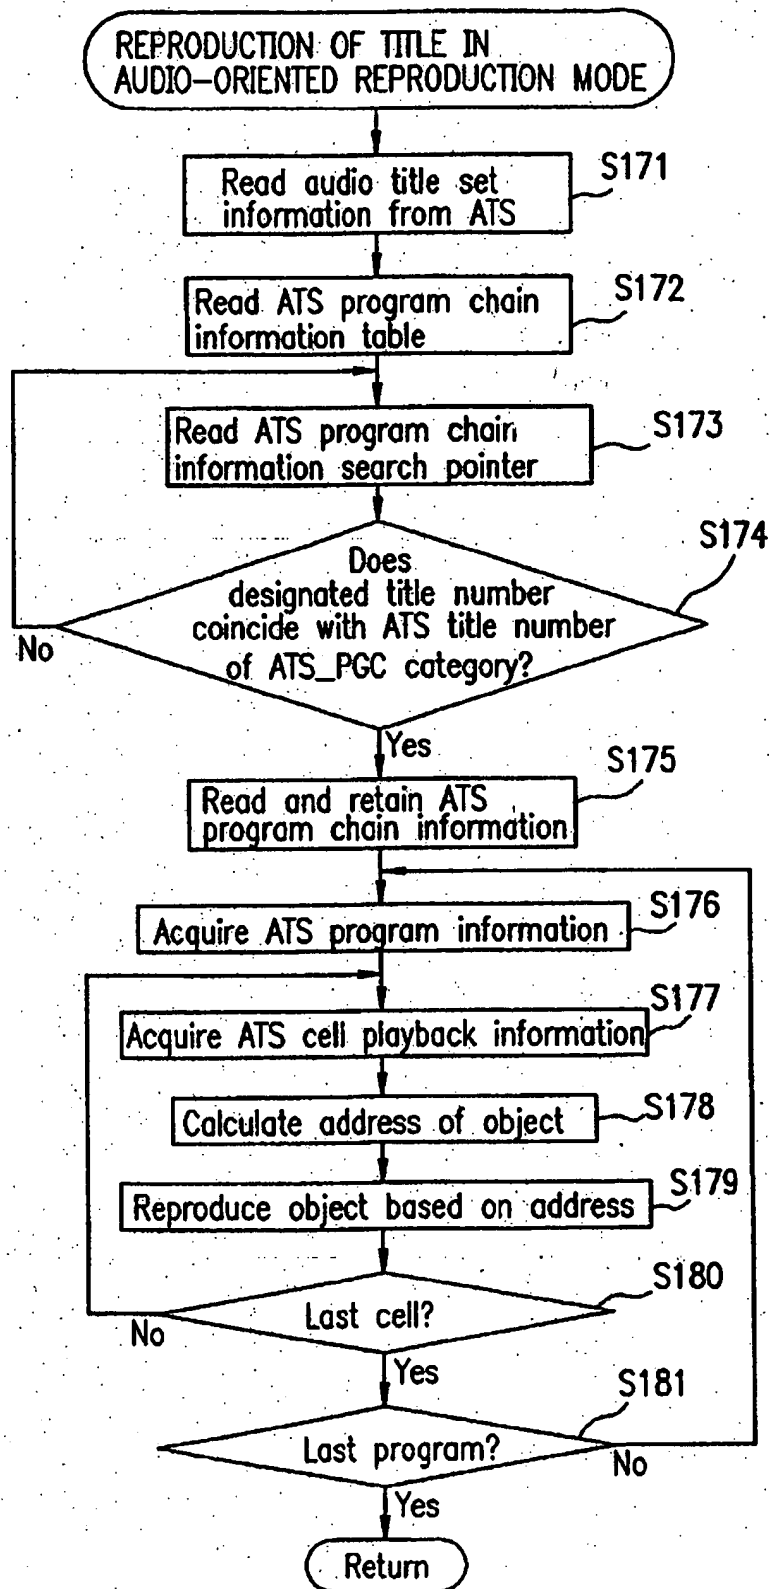 REPRODUCTION OF TITLE IN
AUDIO-ORIENTED REPRODUCTION MODE
S171
Read audio title set
information from ATS
S172
Read ATS program chain
information table
S173
Read ATS program chain
information search pointer
S174
Does
designated title number
coincide with ATS title number
of ATS_PGC category?
No
Yes
S175
Read and retain ATS
program chain information
S176
Acquire ATS program information
S177
Acquire ATS cell playback information
S178
Calculate address of object
S179
Reproduce object based on address
S180
Last cell?
No
Yes
S181
Last program?
No
Yes
Return